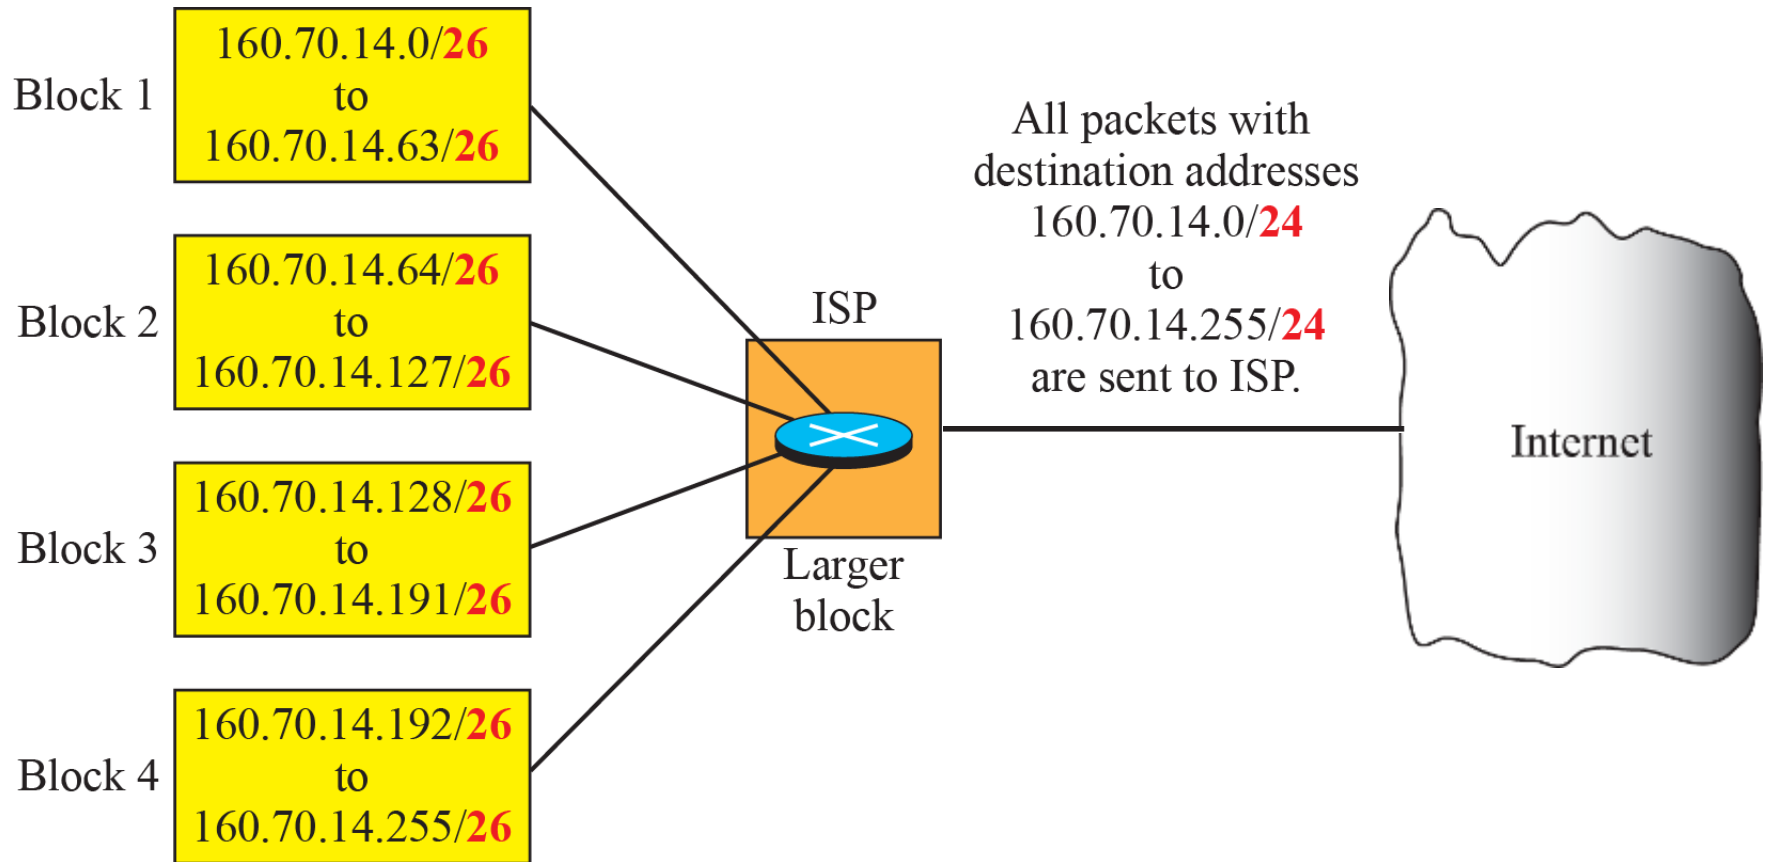 Block 1
160.70.14.0/26
to
160.70.14.63/26
Block 2
160.70.14.64/26
to
160.70.14.127/26
Block 3
160.70.14.128/26
to
160.70.14.191/26
Block 4
160.70.14.192/26
to
160.70.14.255/26
ISP
Larger
block
All packets with
destination addresses
160.70.14.0/24
to
160.70.14.255/24
are sent to ISP.
Internet